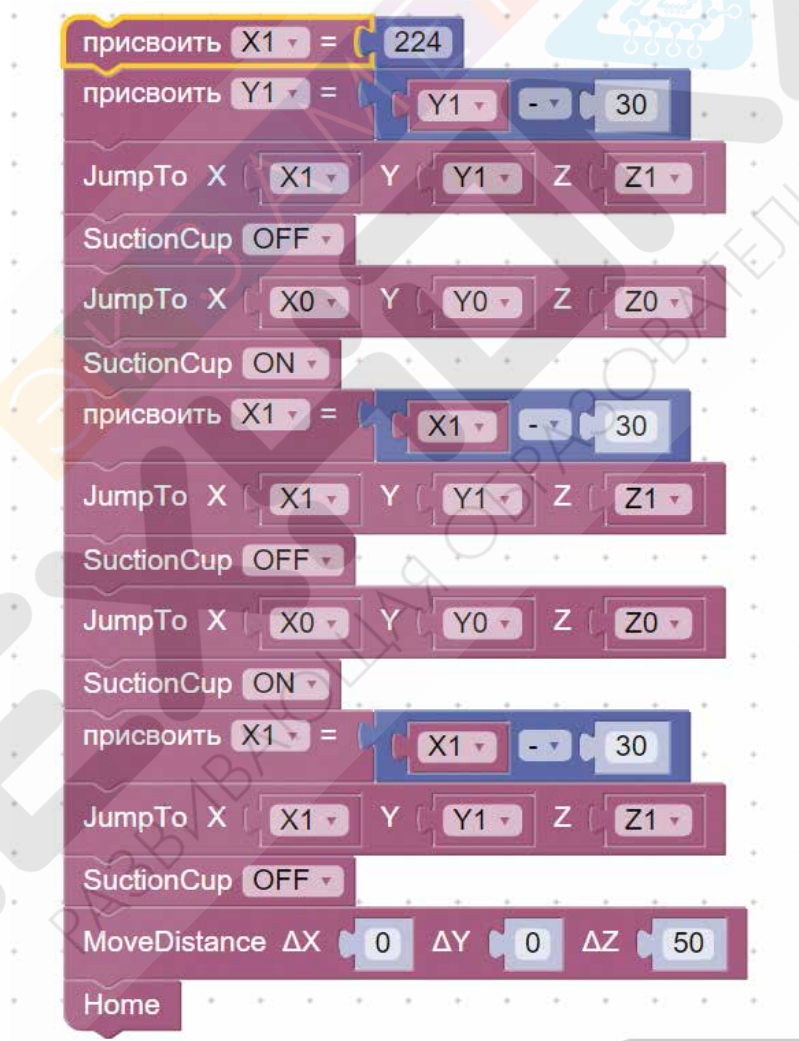 присвоить X1 = 224
присвоить Y1 = Y1 - 30
JumpTo X X1 Y Y1 Z Z1
SuctionCup OFF
JumpTo X X0 Y Y0 Z Z0
SuctionCup ON
присвоить X1 = X1 - 30
JumpTo X X1 Y Y1 Z Z1
SuctionCup OFF
JumpTo X X0 Y Y0 Z Z0
SuctionCup ON
присвоить X1 = X1 - 30
JumpTo X X1 Y Y1 Z Z1
SuctionCup OFF
MoveDistance ΔX 0 ΔY 0 ΔZ 50
Home